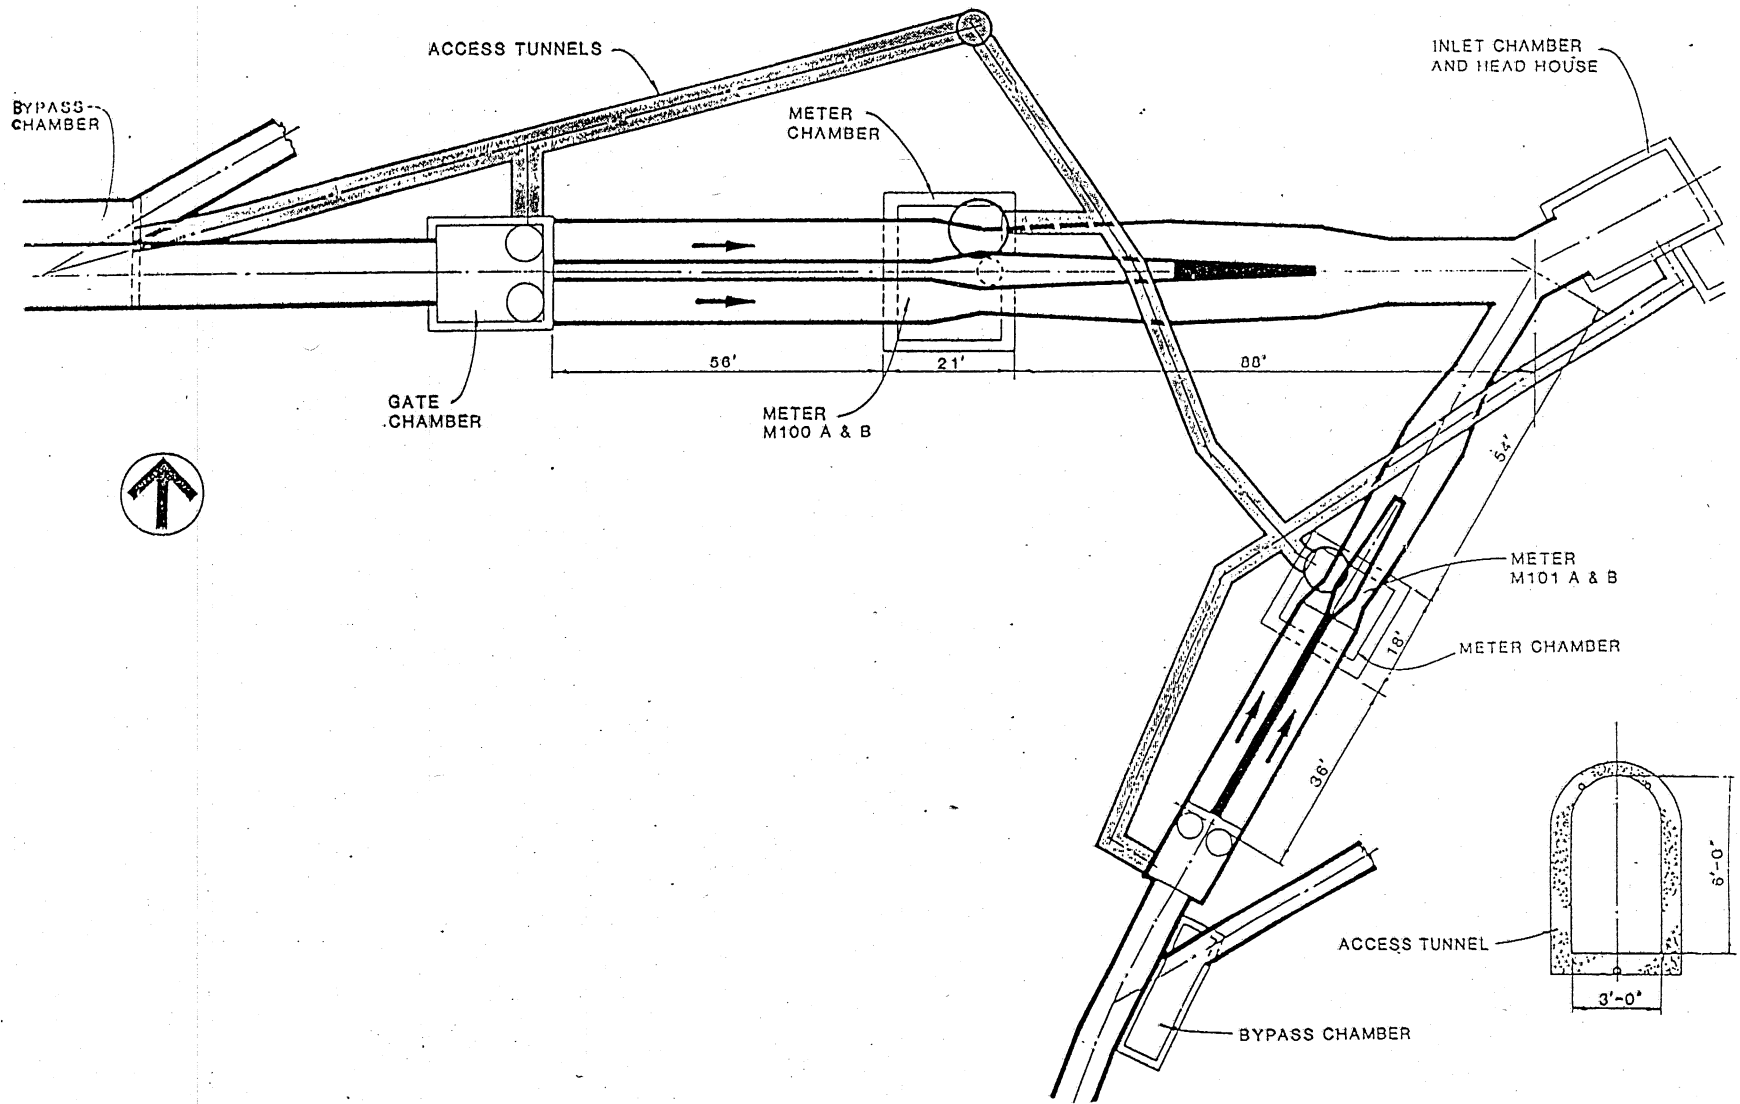 ACCESS TUNNELS
INLET CHAMBER
AND HEAD HOUSE
BYPASS
CHAMBER
METER
CHAMBER
56'
21'
88'
GATE
CHAMBER
METER
M100 A & B
54'
METER
M101 A & B
18'
METER CHAMBER
36'
6'-0"
ACCESS TUNNEL
3'-0"
BYPASS CHAMBER